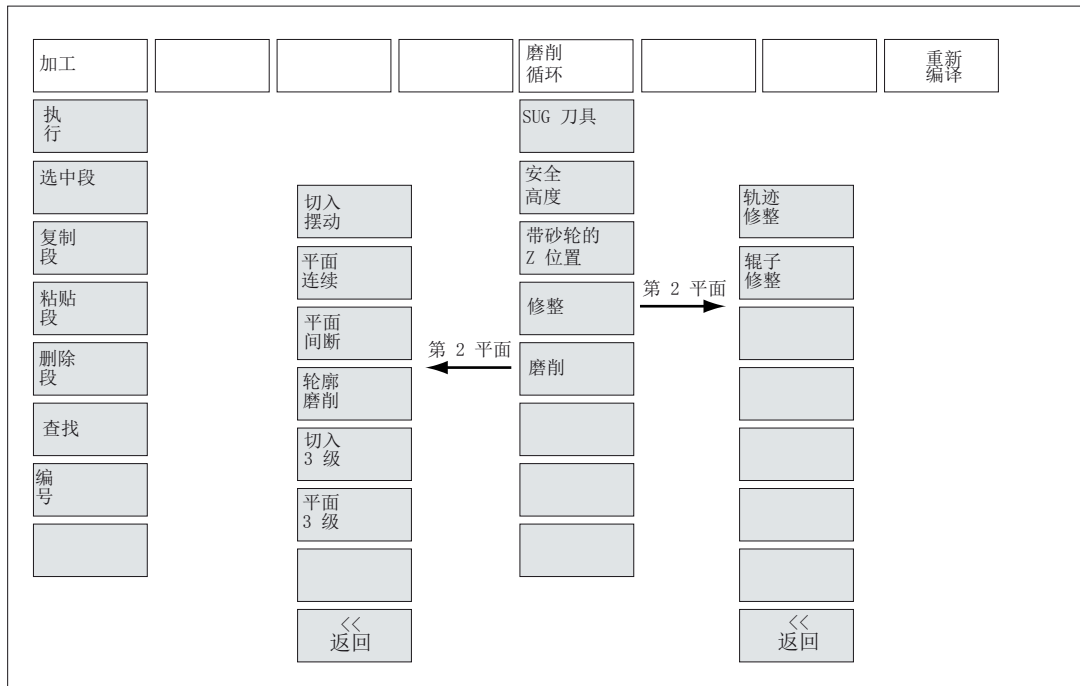 加工
磨削
循环
重新
编译
执
行
选中段
复制
段
粘贴
段
删除
段
查找
编
号
切入
摆动
平面
连续
平面
间断
轮廓
磨削
切入
3 级
平面
3 级
<<
返回
第 2 平面
SUG 刀具
安全
高度
带砂轮的
Z 位置
修整
磨削
第 2 平面
轨迹
修整
辊子
修整
<<
返回